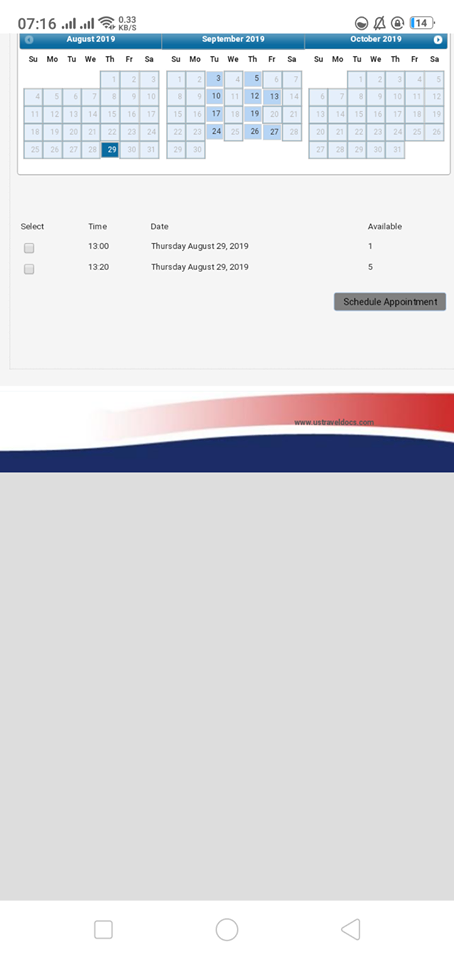 07:16 0.33 KB/S 14
August 2019 September 2019 October 2019
Su Mo Tu We Th Fr Sa Su Mo Tu We Th Fr Sa Su Mo Tu We Th Fr Sa
1 2 3 1 2 3 4 5 6 7 1 2 3 4 5
4 5 6 7 8 9 10 8 9 10 11 12 13 14 6 7 8 9 10 11 12
11 12 13 14 15 16 17 15 16 17 18 19 20 21 13 14 15 16 17 18 19
18 19 20 21 22 23 24 22 23 24 25 26 27 28 20 21 22 23 24 25 26
25 26 27 28 29 30 31 29 30 27 28 29 30 31
Select Time Date Available
13:00 Thursday August 29, 2019 1
13:20 Thursday August 29, 2019 5
Schedule Appointment
www.ustraveldocs.com